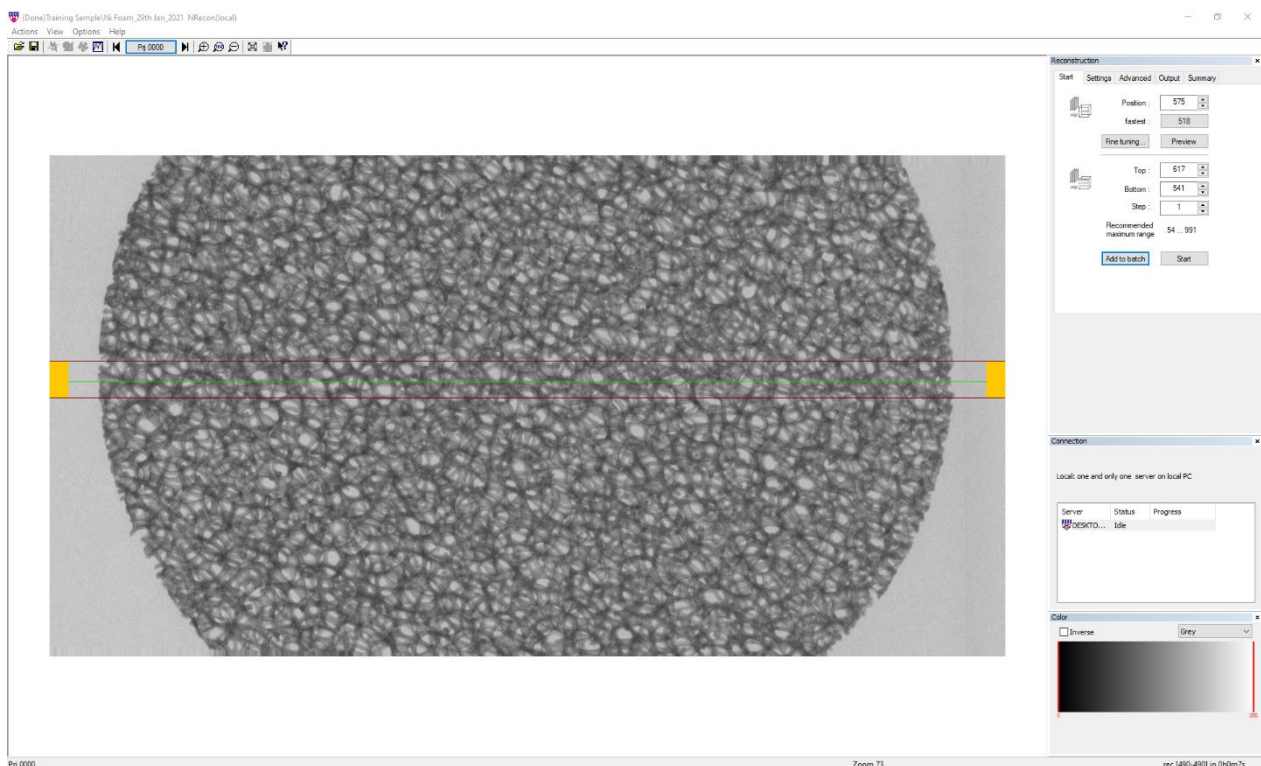 (Done)Training Sample\Ni Foam_29th Jan_2021 NRecon(local)
Actions View Options Help
Prj 0000
Reconstruction
Start Settings Advanced Output Summary
Position : 575
fastest : 518
Fine tuning... Preview
Top : 617
Bottom : 541
Step : 1
Recommended
maximum range 54 ... 991
Add to batch Start
Connection
Local: one and only one server on local PC
Server Status Progress
DESKTO... Idle
Color
Inverse Grey
0
Prj 0000 Zoom 73 rec [490-490] in 0h0m7s